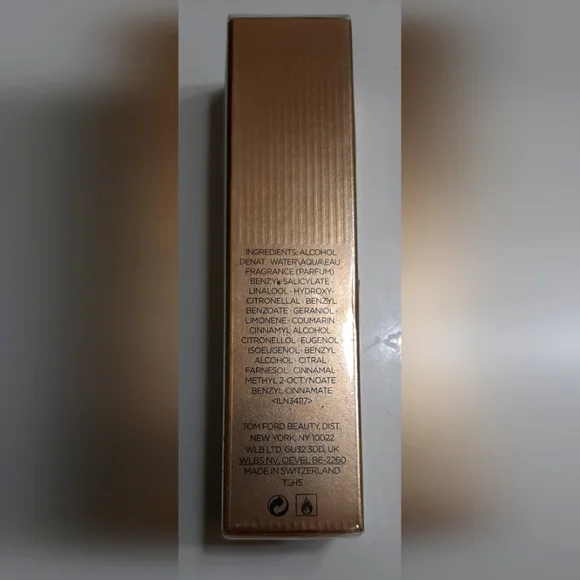 INGREDIENTS: ALCOHOL
DENAT · WATER\AQUA\EAU
FRAGRANCE (PARFUM)
BENZYL SALICYLATE ·
LINALOOL · HYDROXY-
CITRONELLAL · BENZYL
BENZOATE · GERANIOL ·
LIMONENE · COUMARIN ·
CINNAMYL ALCOHOL ·
CITRONELLOL · EUGENOL ·
ISOEUGENOL · BENZYL
ALCOHOL · CITRAL ·
FARNESOL · CINNAMAL ·
METHYL 2-OCTYNOATE ·
BENZYL CINNAMATE
<ILN34117>
TOM FORD BEAUTY, DIST.
NEW YORK, NY 10022
WLB LTD, GU32 3DD, UK
WLBS NV, OEVEL BE-2260
MADE IN SWITZERLAND